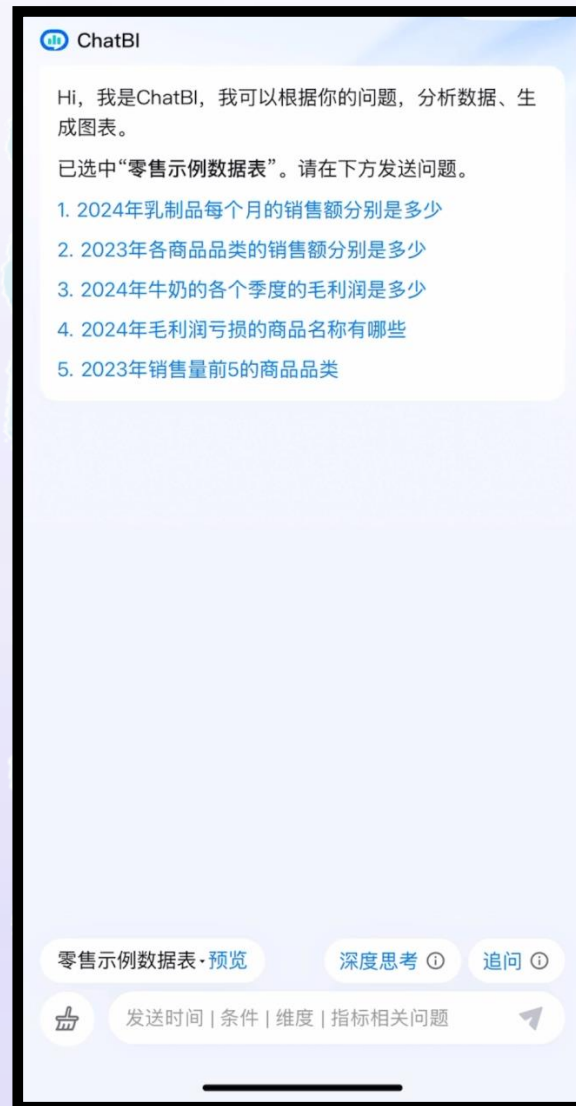 ChatBI
Hi，我是ChatBI，我可以根据你的问题，分析数据、生
成图表。
已选中“零售示例数据表”。请在下方发送问题。
1. 2024年乳制品每个月的销售额分别是多少
2. 2023年各商品品类的销售额分别是多少
3. 2024年牛奶的各个季度的毛利润是多少
4. 2024年毛利润亏损的商品名称有哪些
5. 2023年销售量前5的商品品类
零售示例数据表·预览 深度思考 追问
发送时间 | 条件 | 维度 | 指标相关问题